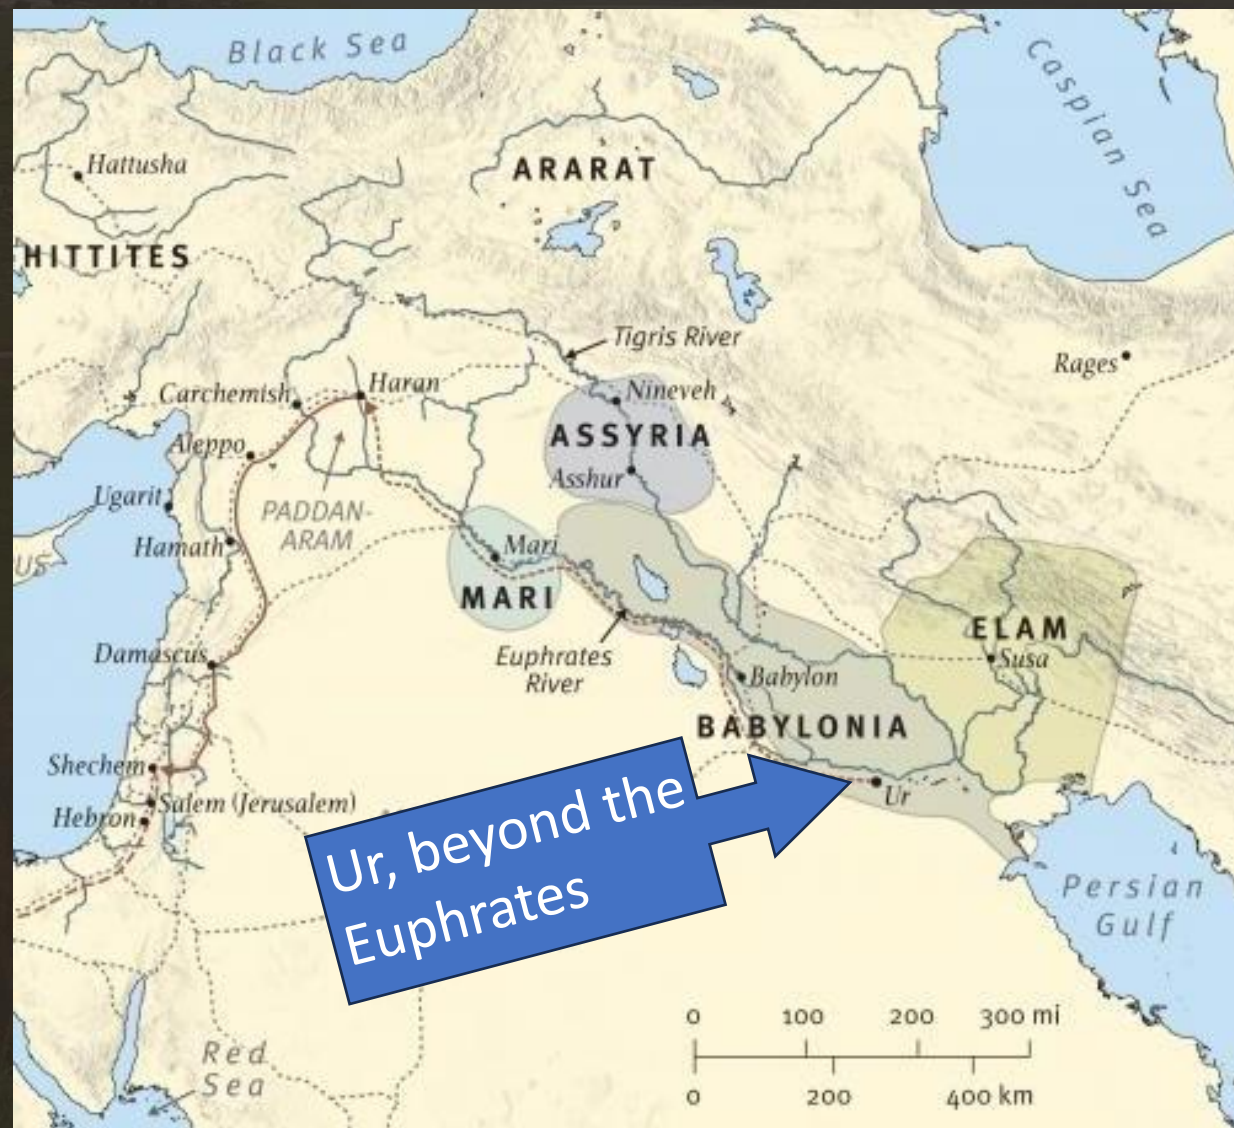 Black Sea
Caspian Sea
Hattusha
ARARAT
HITTITES
Tigris River
Rages
Carchemish
Haran
Nineveh
ASSYRIA
Aleppo
Asshur
Ugarit
PADDAN-
ARAM
Hamath
US
Mari
MARI
ELAM
Susa
Euphrates
River
Damascus
Babylon
BABYLONIA
Shechem
Salem (Jerusalem)
Hebron
Ur
Ur, beyond the
Euphrates
Persian
Gulf
Red
Sea
0 100 200 300 mi
0 200 400 km